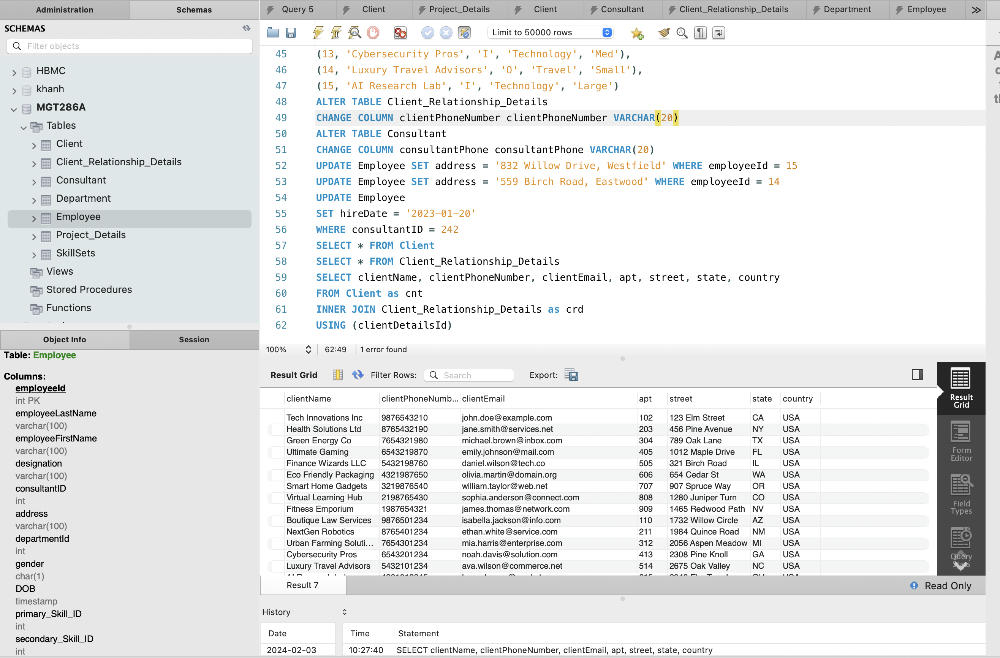 Administration
Schemas
SCHEMAS
Filter objects
HBMC
khanh
MGT286A
Tables
Client
Client_Relationship_Details
Consultant
Department
Employee
Project_Details
SkillSets
Views
Stored Procedures
Functions
Object Info
Session
Table: Employee
Columns:
employeeId
int PK
employeeLastName
varchar(100)
employeeFirstName
varchar(100)
designation
varchar(100)
consultantID
int
address
varchar(100)
departmentId
int
gender
char(1)
DOB
timestamp
primary_Skill_ID
int
secondary_Skill_ID
int
Query 5
Client
Project_Details
Client
Consultant
Client_Relationship_Details
Department
Employee
Limit to 50000 rows
45 (13, 'Cybersecurity Pros', 'I', 'Technology', 'Med'),
46 (14, 'Luxury Travel Advisors', 'O', 'Travel', 'Small'),
47 (15, 'AI Research Lab', 'I', 'Technology', 'Large')
48 ALTER TABLE Client_Relationship_Details
49 CHANGE COLUMN clientPhoneNumber clientPhoneNumber VARCHAR(20)
50 ALTER TABLE Consultant
51 CHANGE COLUMN consultantPhone consultantPhone VARCHAR(20)
52 UPDATE Employee SET address = '832 Willow Drive, Westfield' WHERE employeeId = 15
53 UPDATE Employee SET address = '559 Birch Road, Eastwood' WHERE employeeId = 14
54 UPDATE Employee
55 SET hireDate = '2023-01-20'
56 WHERE consultantID = 242
57 SELECT * FROM Client
58 SELECT * FROM Client_Relationship_Details
59 SELECT clientName, clientPhoneNumber, clientEmail, apt, street, state, country
60 FROM Client as cnt
61 INNER JOIN Client_Relationship_Details as crd
62 USING (clientDetailsId)
100% 62:49 1 error found
Result Grid Filter Rows: Search Export:
clientName clientPhoneNumb... clientEmail apt street state country
Tech Innovations Inc 9876543210 john.doe@example.com 102 123 Elm Street CA USA
Health Solutions Ltd 8765432190 jane.smith@services.net 203 456 Pine Avenue NY USA
Green Energy Co 7654321980 michael.brown@inbox.com 304 789 Oak Lane TX USA
Ultimate Gaming 6543219870 emily.johnson@mail.com 405 1012 Maple Drive FL USA
Finance Wizards LLC 5432198760 daniel.wilson@tech.co 505 321 Birch Road IL USA
Eco Friendly Packaging 4321987650 olivia.martin@domain.org 606 654 Cedar St WA USA
Smart Home Gadgets 3219876540 william.taylor@web.net 707 907 Spruce Way OR USA
Virtual Learning Hub 2198765430 sophia.anderson@connect.com 808 1280 Juniper Turn CO USA
Fitness Emporium 1987654321 james.thomas@network.com 909 1465 Redwood Path NV USA
Boutique Law Services 9876501234 isabella.jackson@info.com 110 1732 Willow Circle AZ USA
NextGen Robotics 8765401234 ethan.white@service.com 211 1984 Quince Road NM USA
Urban Farming Soluti... 7654301234 mia.harris@enterprise.com 312 2056 Aspen Meadow MI USA
Cybersecurity Pros 6543201234 noah.davis@solution.com 413 2308 Pine Knoll GA USA
Luxury Travel Advisors 5432101234 ava.wilson@commerce.net 514 2675 Oak Valley NC USA
Result
Grid
Form
Editor
Field
Types
Query
Stats
Result 7
Read Only
History
Date Time Statement
2024-02-03 10:27:40 SELECT clientName, clientPhoneNumber, clientEmail, apt, street, state, country